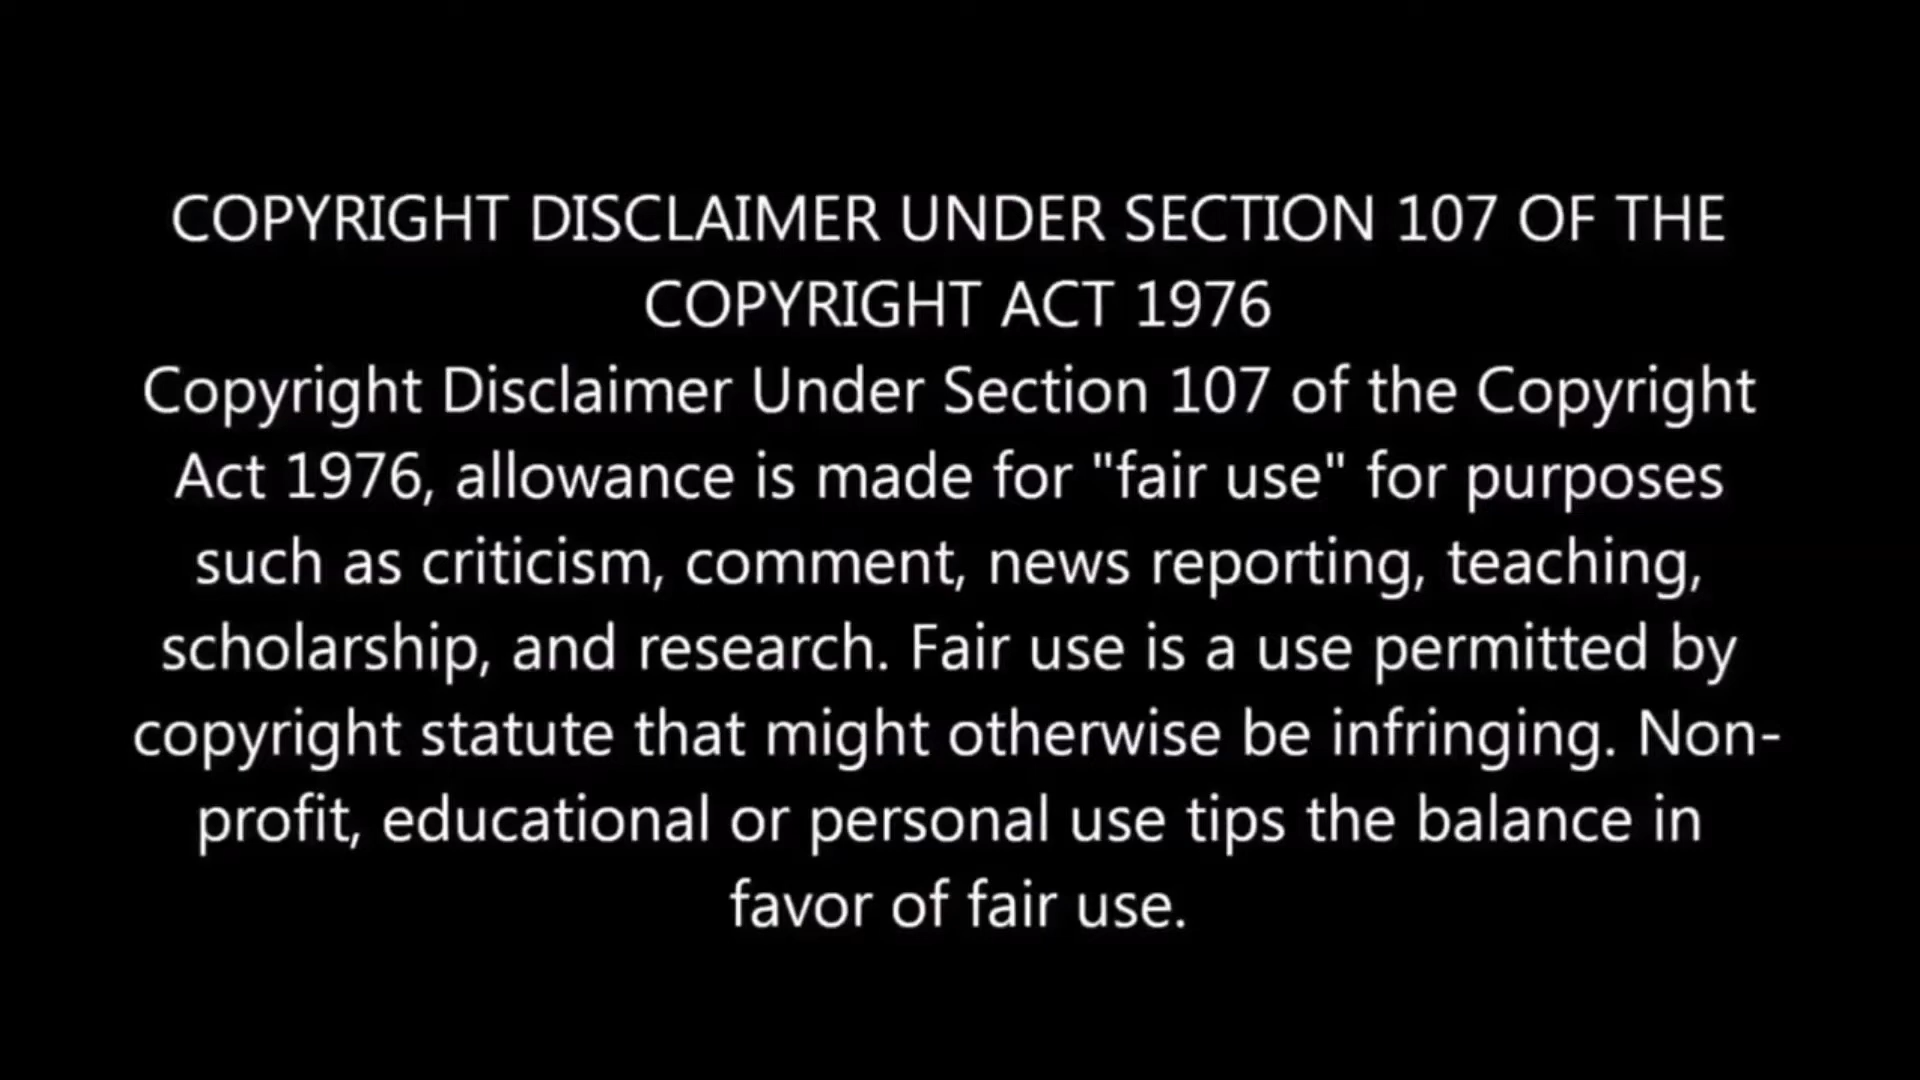 COPYRIGHT DISCLAIMER UNDER SECTION 107 OF THE
COPYRIGHT ACT 1976
Copyright Disclaimer Under Section 107 of the Copyright
Act 1976, allowance is made for "fair use" for purposes
such as criticism, comment, news reporting, teaching,
scholarship, and research. Fair use is a use permitted by
copyright statute that might otherwise be infringing. Non-
profit, educational or personal use tips the balance in
favor of fair use.